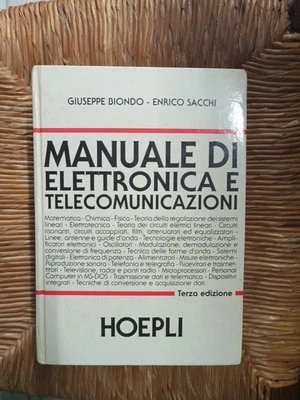 GIUSEPPE BIONDO - ENRICO SACCHI
MANUALE DI
ELETTRONICA E
TELECOMUNICAZIONI
Matematica - Chimica - Fisica - Teoria della regolazione dei sistemi
lineari - Elettrotecnica - Teoria dei circuiti elettrici lineari - Circuiti
risonanti, circuiti accoppiati, filtri, attenuatori ed equalizzatori -
Linee, antenne e guide d'onda - Tecnologie elettroniche - Ampli-
ficatori elettronici - Oscillatori - Modulazione, demodulazione e
conversione di frequenza - Tecnica delle forme d'onda - Sistemi
digitali - Elettronica di potenza - Alimentatori - Misure elettroniche -
Riproduzione sonora - Telefonia e telegrafia - Ricevitori e trasmet-
titori - Televisione, radar e ponti radio - Microprocessori - Personal
Computer in MS-DOS - Trasmissione dati e telematica - Dispositivi
integrati - Tecniche di conversione e acquisizione dati.
Terza edizione
HOEPLI